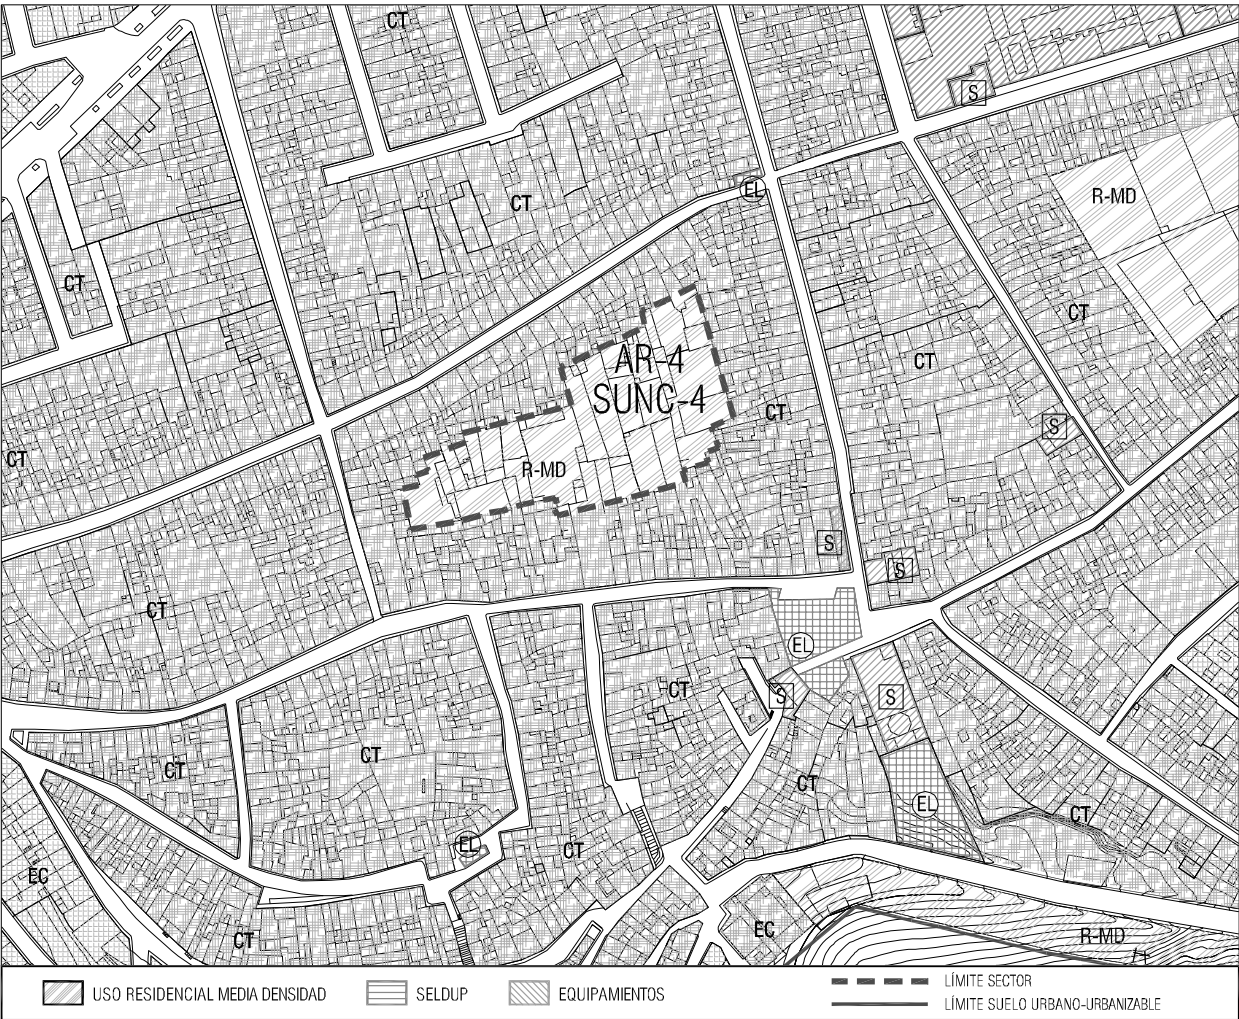 CT
S
CT
EL
R-MD
CT
CT
AR-4
SUNC-4
CT
CT
S
CT
R-MD
S
S
CT
EL
CT
S
S
CT
CT
CT
EL
CT
EL
CT
EC
CT
EC
R-MD
CT
USO RESIDENCIAL MEDIA DENSIDAD
SELDUP
EQUIPAMIENTOS
LÍMITE SECTOR
LÍMITE SUELO URBANO-URBANIZABLE